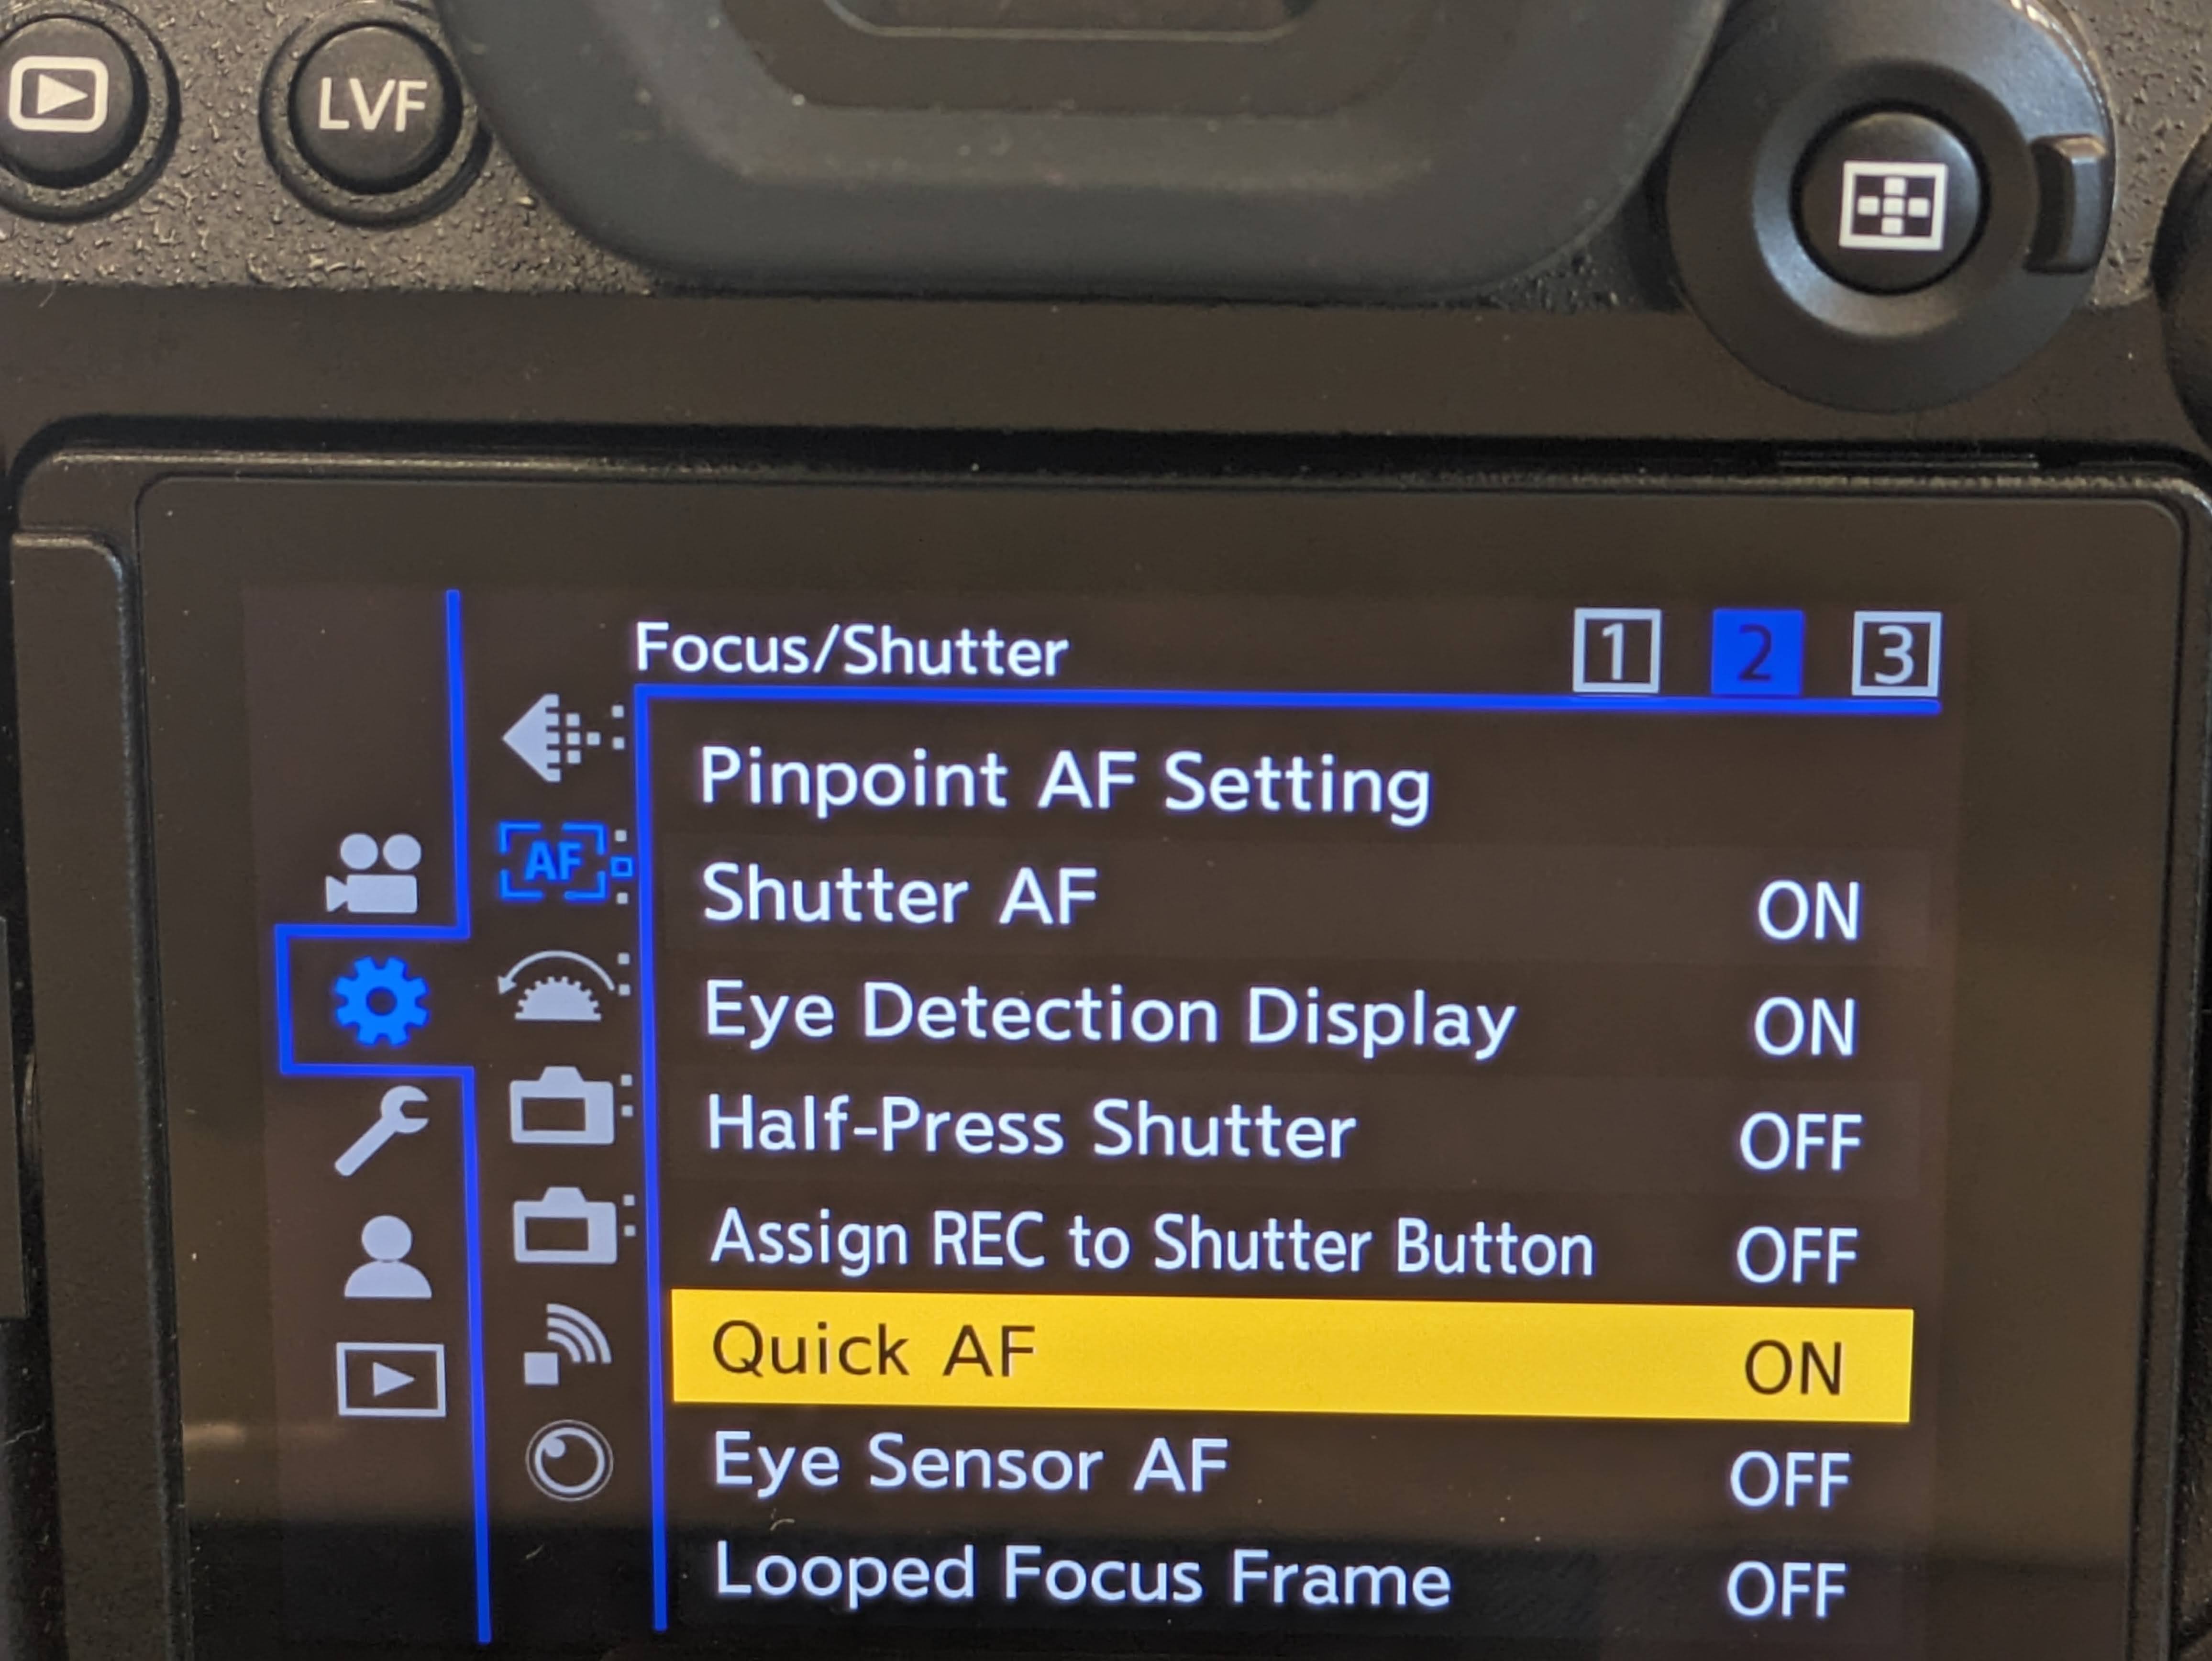 LVF
Focus/Shutter 1 2 3
AF
Pinpoint AF Setting
Shutter AF ON
Eye Detection Display ON
Half-Press Shutter OFF
Assign REC to Shutter Button OFF
Quick AF ON
Eye Sensor AF OFF
Looped Focus Frame OFF